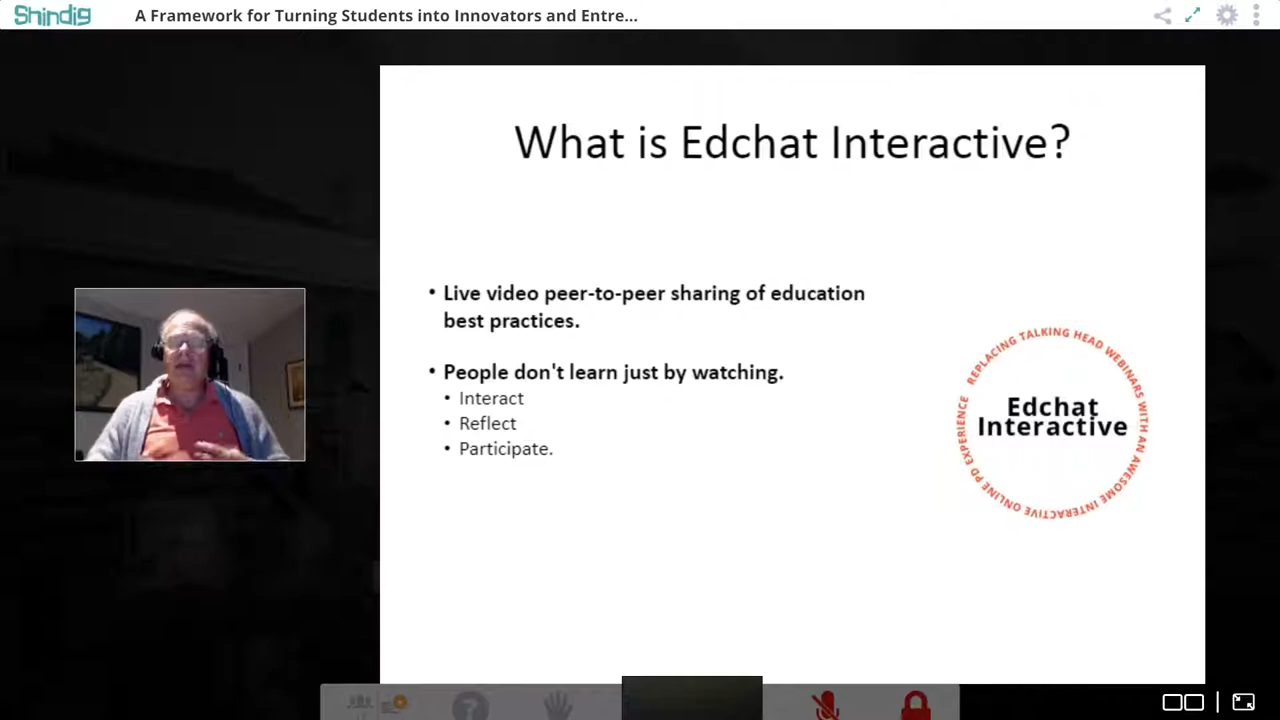 Shindig
A Framework for Turning Students into Innovators and Entre...
What is Edchat Interactive?
• Live video peer-to-peer sharing of education
best practices.
• People don't learn just by watching.
• Interact
• Reflect
• Participate.
REPLACING TALKING HEAD WEBINARS WITH AN AWESOME INTERACTIVE ONLINE PD EXPERIENCE
Edchat
Interactive